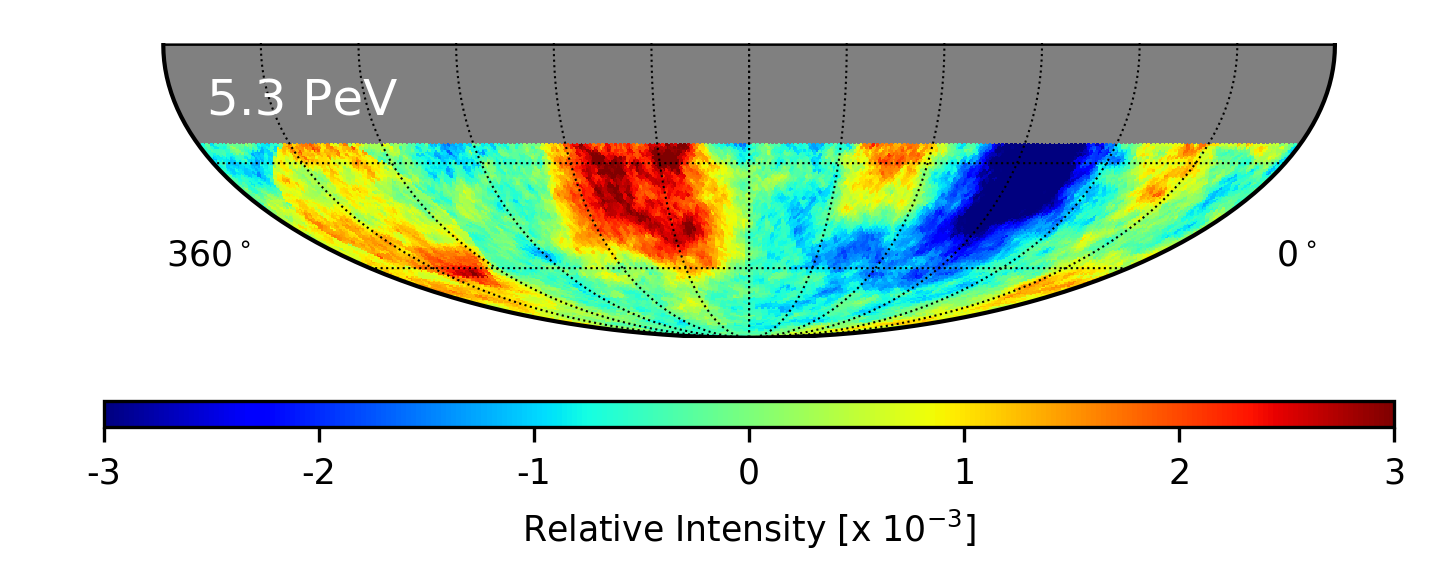 5.3 PeV
360° 0°
-3 -2 -1 0 1 2 3
Relative Intensity [x 10⁻³]